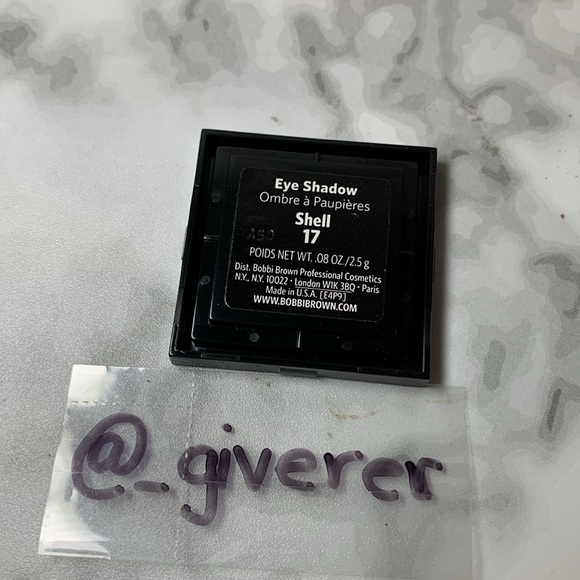 Eye Shadow
Ombre à Paupières
Shell
17
A50
POIDS NET WT. .08 OZ./2.5 g
Dist. Bobbi Brown Professional Cosmetics
N.Y., N.Y. 10022 • London W1K 3BQ • Paris
Made in U.S.A. [E4P9]
WWW.BOBBIBROWN.COM
@_giverer